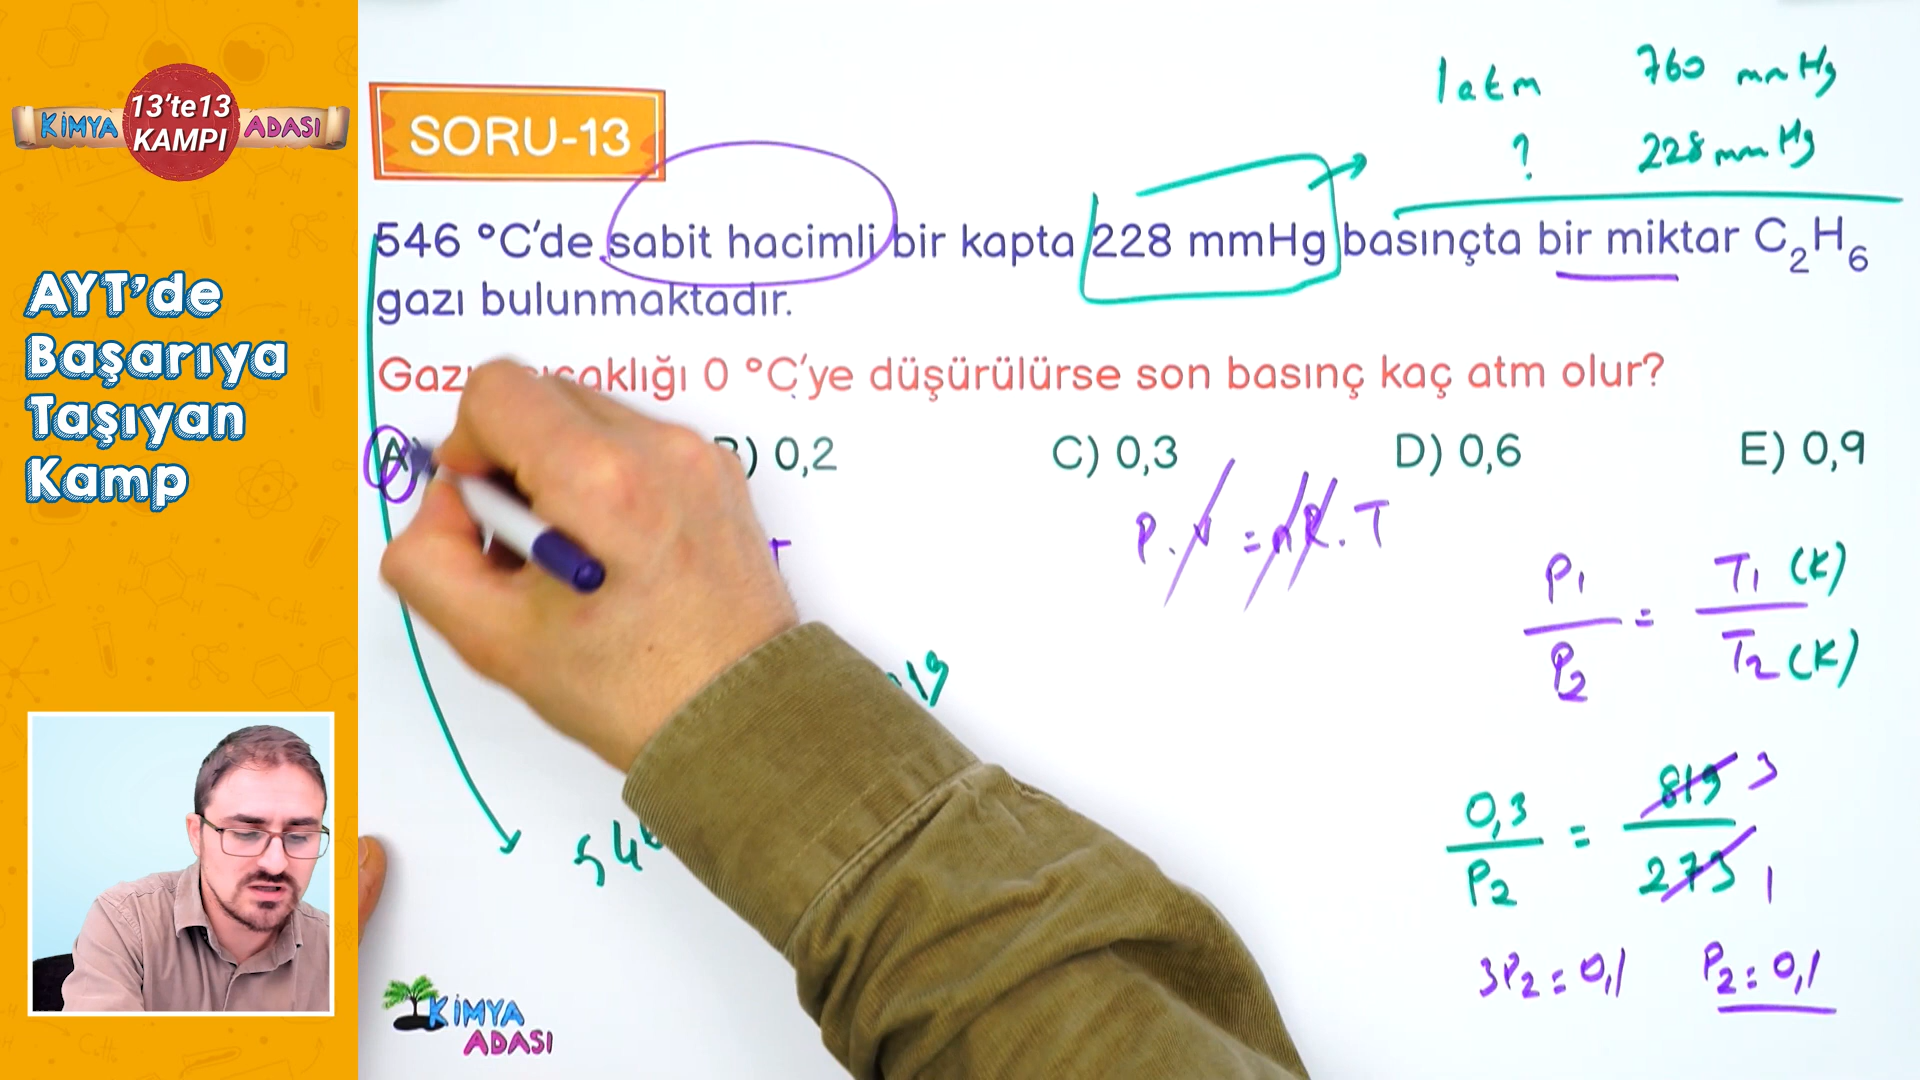 KİMYA 13'te13 ADASI
KAMPI
AYT'de
Başarıya
Taşıyan
Kamp
SORU-13
1 atm 760 mmHg
? 228 mmHg
546 °C'de sabit hacimli bir kapta 228 mmHg basınçta bir miktar C₂H₆
gazı bulunmaktadır.
Gazı sıcaklığı 0 °C'ye düşürülürse son basınç kaç atm olur?
A) B) 0,2 C) 0,3 D) 0,6 E) 0,9
P.V = nR.T
P₁ = T₁ (K)
P₂ T₂ (K)
0,3 = 819 3
P₂ 273 1
3P₂ = 0,1 P₂ = 0,1
KİMYA
ADASI